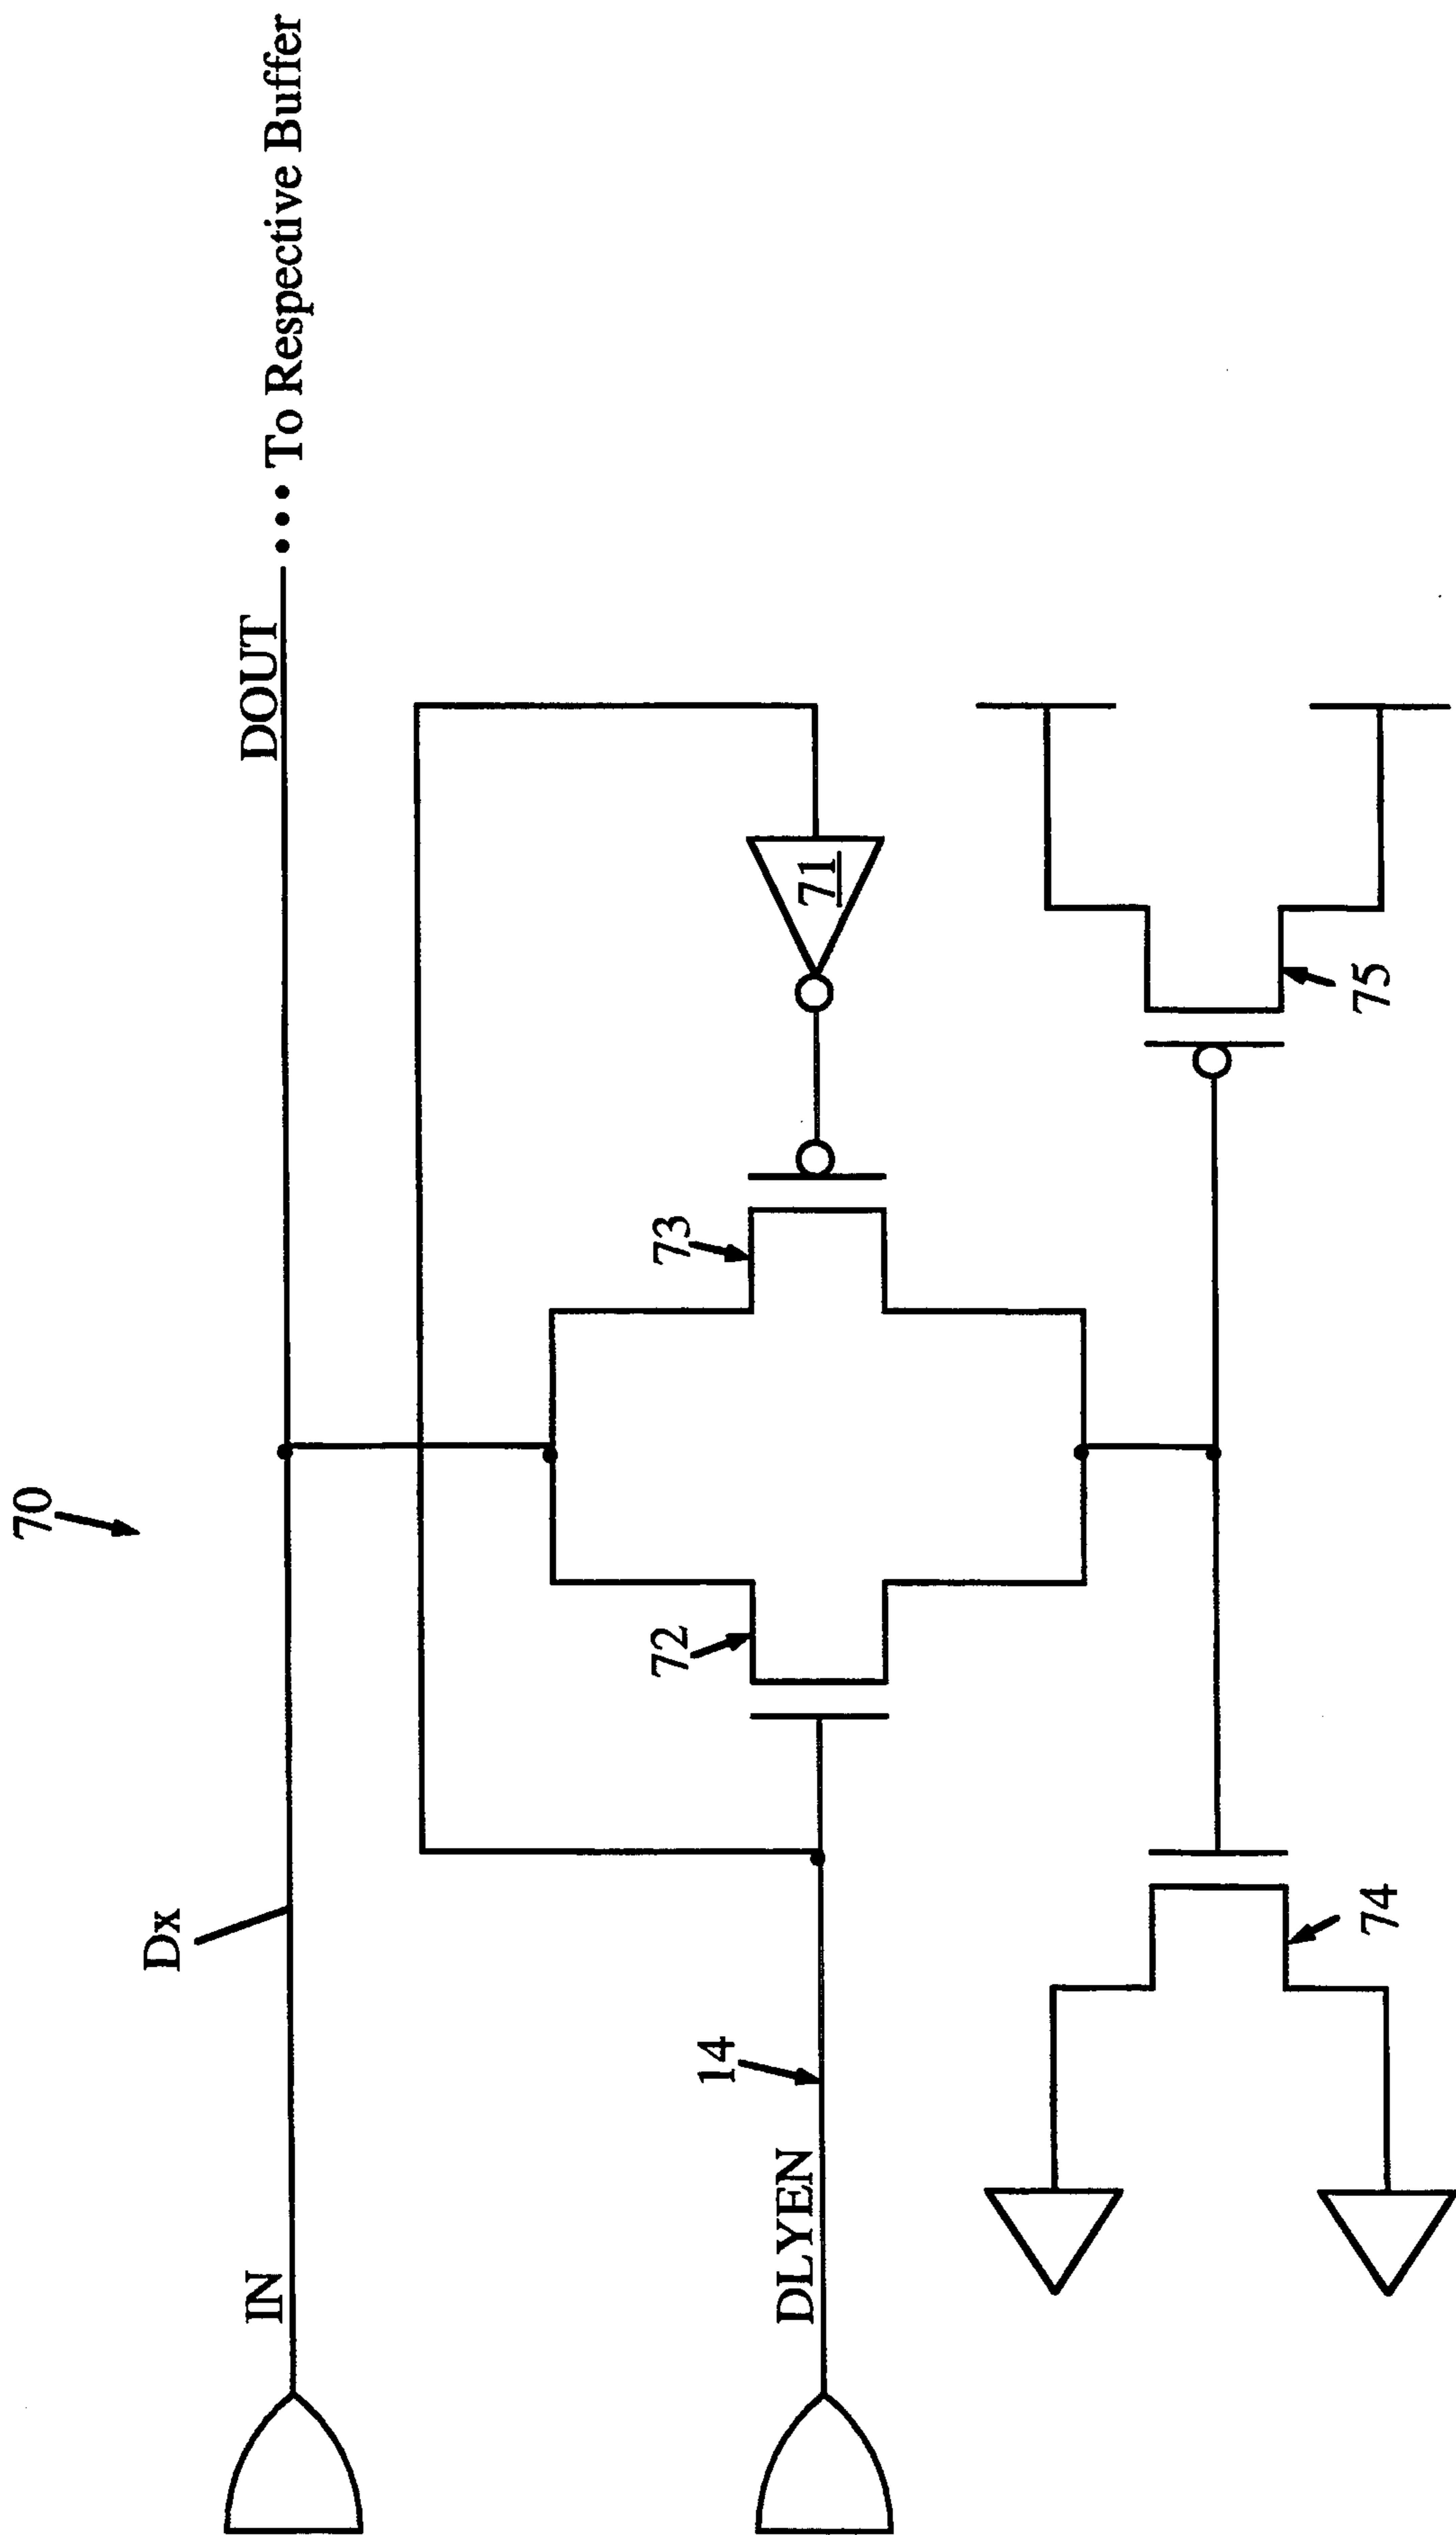 70
IN
Dx
DOUT
••• To Respective Buffer
DLYEN
14
72
73
71
74
75